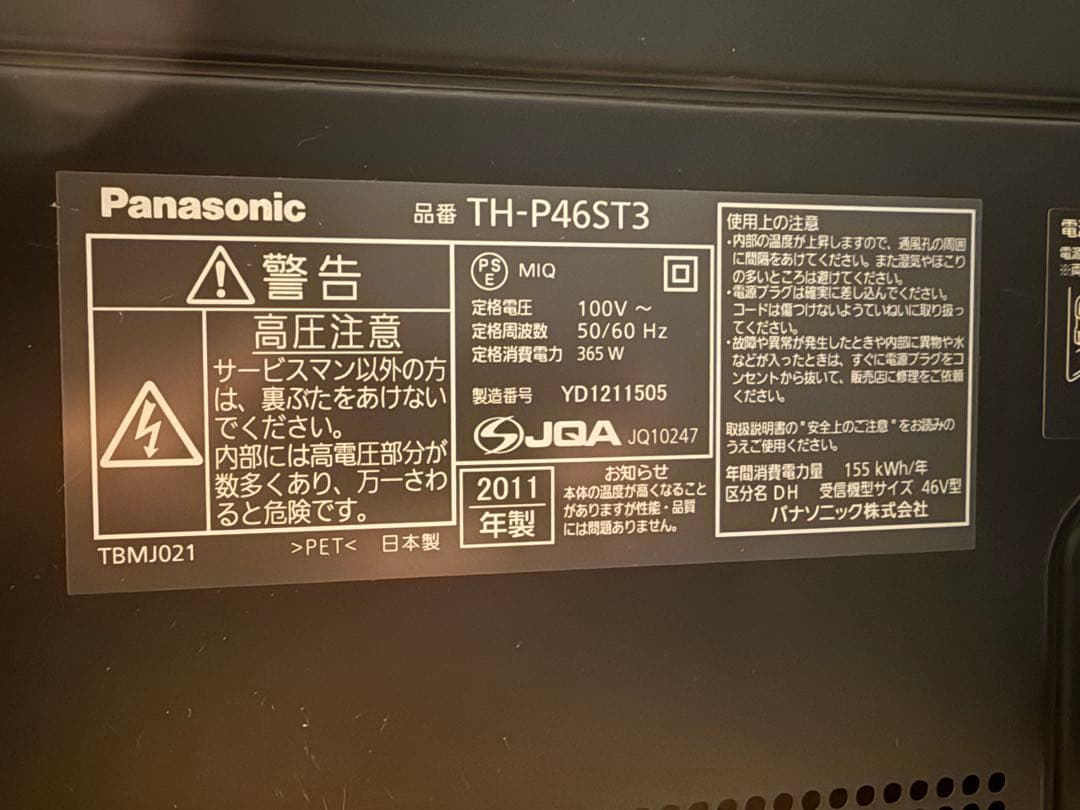 Panasonic
品番 TH-P46ST3
警告
高圧注意
サービスマン以外の方
は、裏ぶたをあけない
でください。
内部には高電圧部分が
数多くあり、万一さわ
ると危険です。
TBMJ021
>PET< 日本製
PSE MIQ
定格電圧 100V ~
定格周波数 50/60 Hz
定格消費電力 365 W
製造番号 YD1211505
JQA JQ10247
2011
年製
お知らせ
本体の温度が高くなること
がありますが性能・品質
には問題ありません。
使用上の注意
・内部の温度が上昇しますので、通風孔の周囲
に間隔をあけてください。また湿気やほこり
の多いところは避けてください。
・電源プラグは確実に差し込んでください。
コードは傷つけないようていねいに取り扱っ
てください。
・故障や異常が発生したときや内部に異物や水
などが入ったときは、すぐに電源プラグをコ
ンセントから抜いて、販売店に修理をご依頼
ください。
取扱説明書の"安全上のご注意"をお読みの
うえご使用ください。
年間消費電力量 155 kWh/年
区分名 DH 受信機型サイズ 46V型
パナソニック株式会社